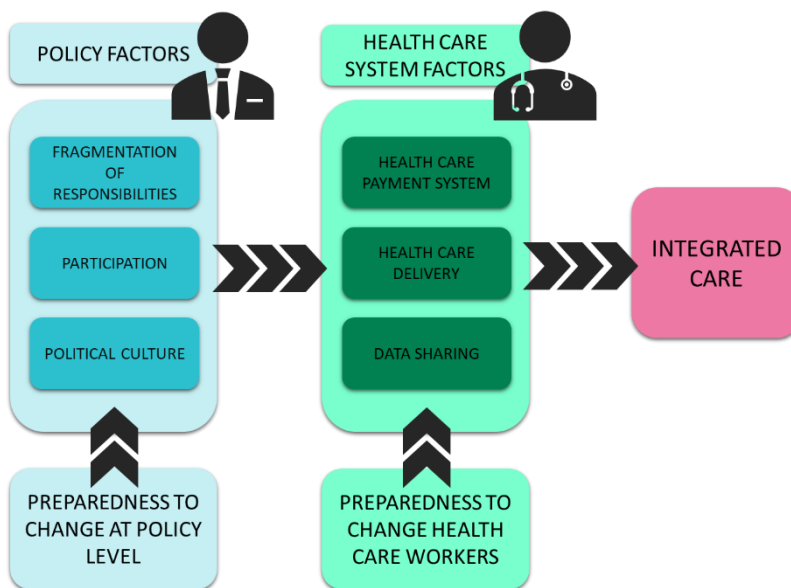 POLICY FACTORS
FRAGMENTATION
OF
RESPONSIBILITIES
PARTICIPATION
POLITICAL CULTURE
PREPAREDNESS TO
CHANGE AT POLICY
LEVEL
HEALTH CARE
SYSTEM FACTORS
HEALTH CARE
PAYMENT SYSTEM
HEALTH CARE
DELIVERY
DATA SHARING
PREPAREDNESS TO
CHANGE HEALTH
CARE WORKERS
INTEGRATED
CARE